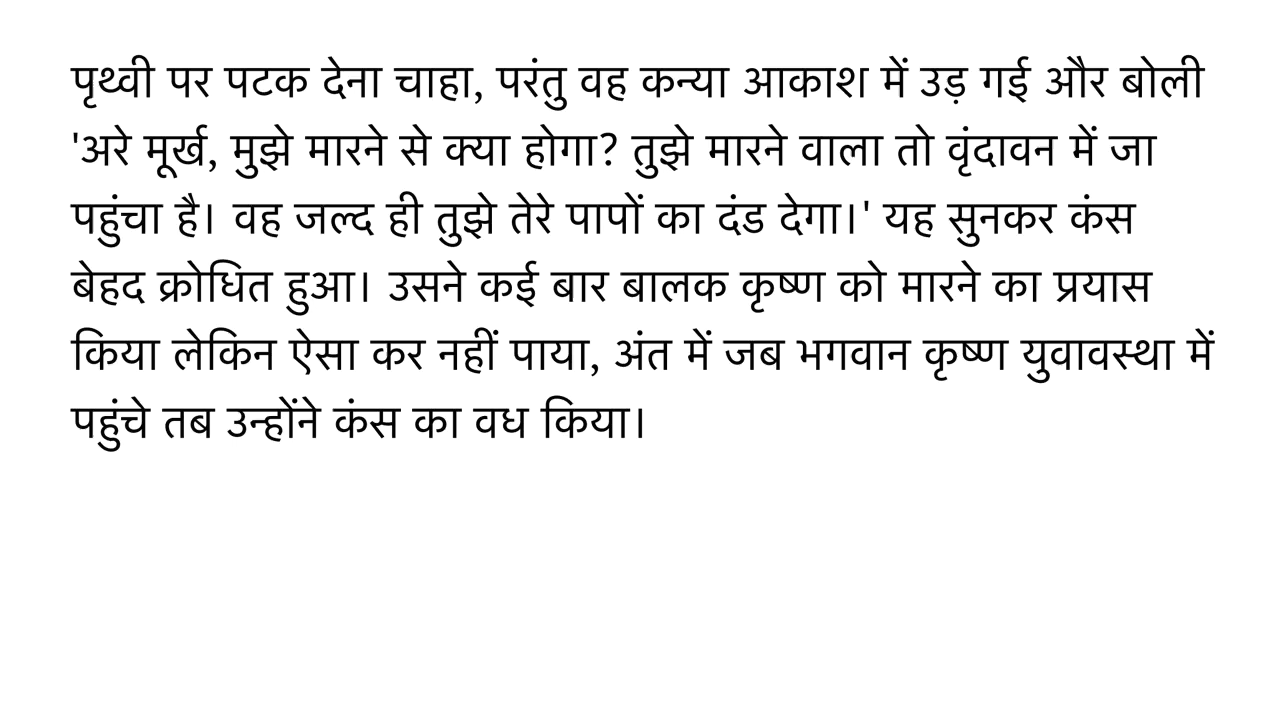 पृथ्वी पर पटक देना चाहा, परंतु वह कन्या आकाश में उड़ गई और बोली
'अरे मूर्ख, मुझे मारने से क्या होगा? तुझे मारने वाला तो वृंदावन में जा
पहुंचा है। वह जल्द ही तुझे तेरे पापों का दंड देगा।' यह सुनकर कंस
बेहद क्रोधित हुआ। उसने कई बार बालक कृष्ण को मारने का प्रयास
किया लेकिन ऐसा कर नहीं पाया, अंत में जब भगवान कृष्ण युवावस्था में
पहुंचे तब उन्होंने कंस का वध किया।